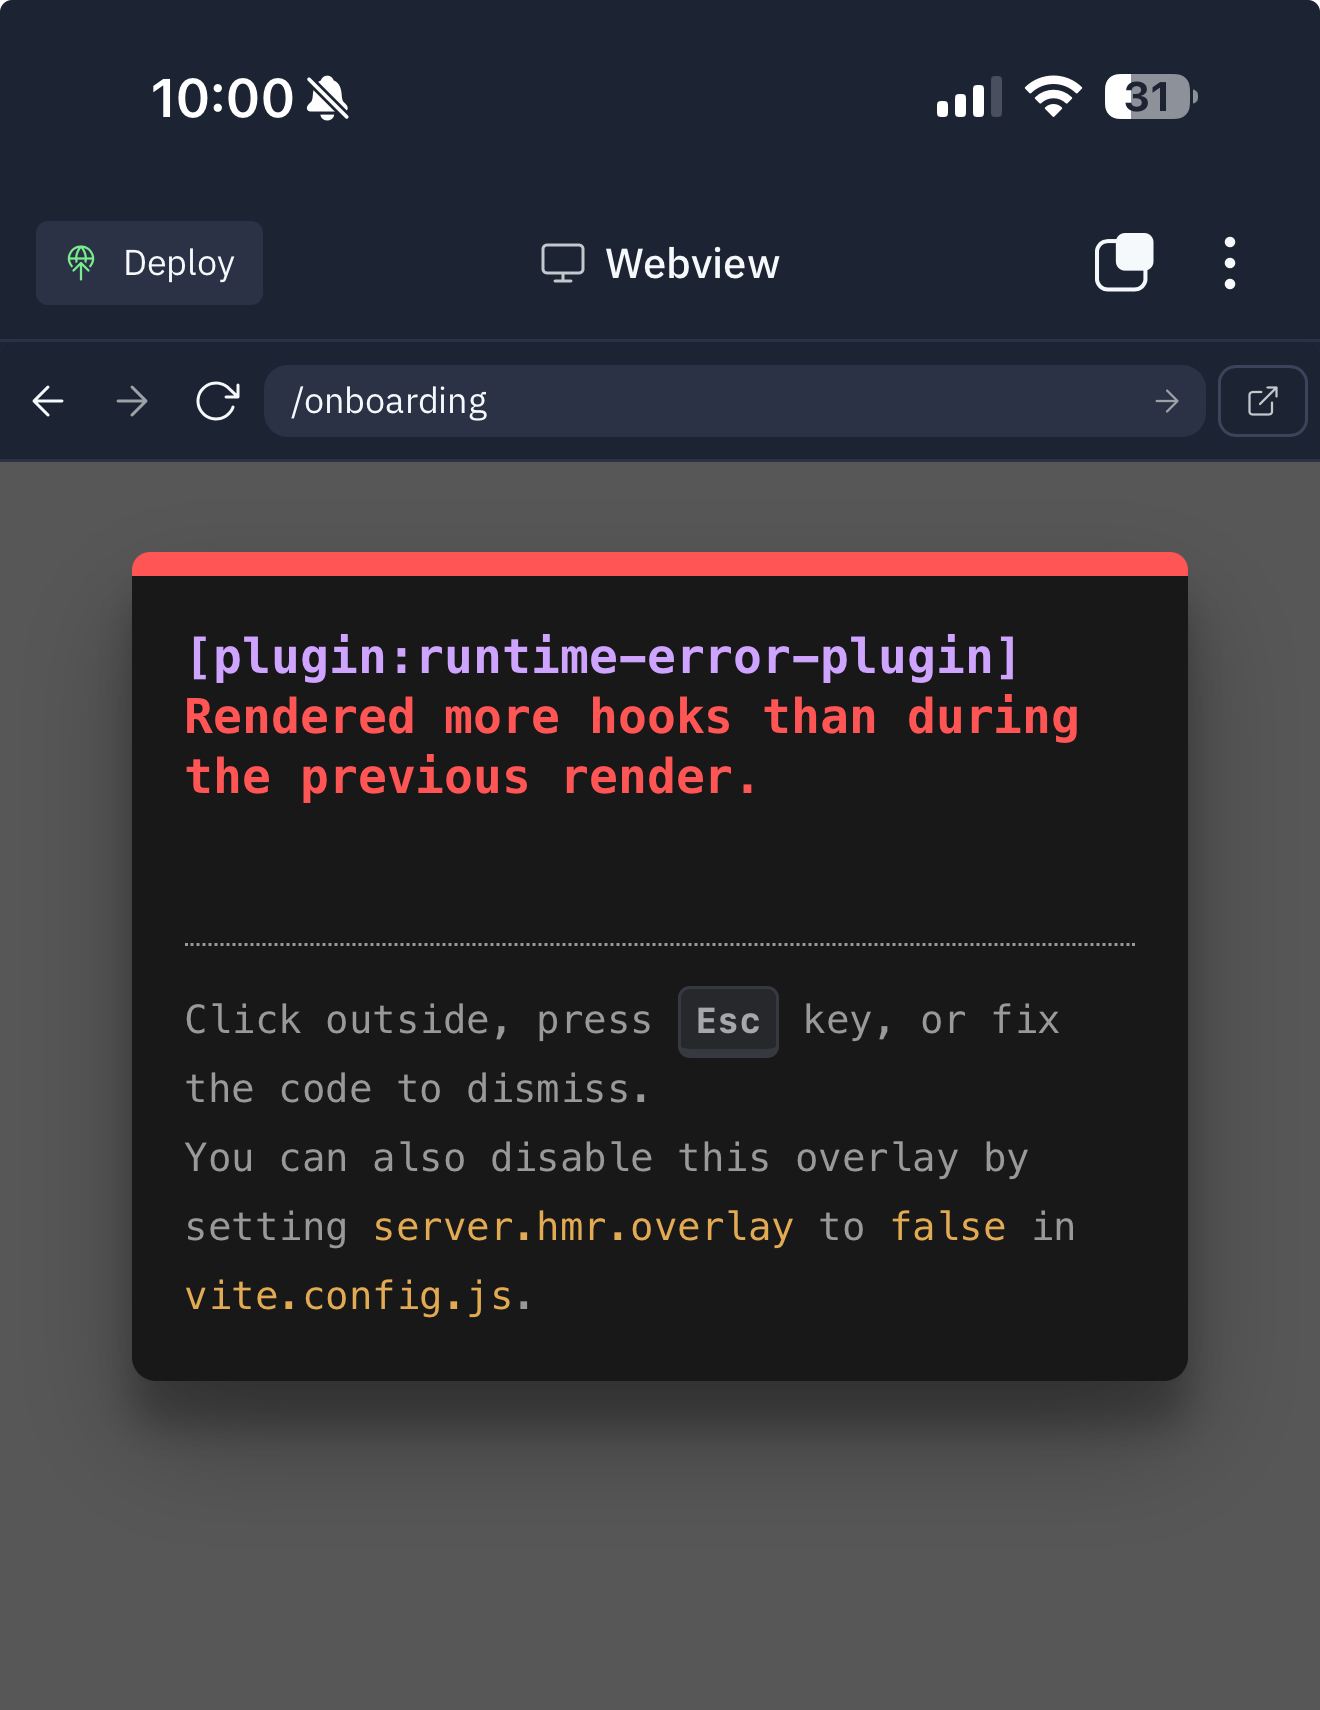 10:00 31
Deploy Webview
/onboarding
[plugin:runtime-error-plugin]
Rendered more hooks than during
the previous render.
Click outside, press Esc key, or fix
the code to dismiss.
You can also disable this overlay by
setting server.hmr.overlay to false in
vite.config.js.